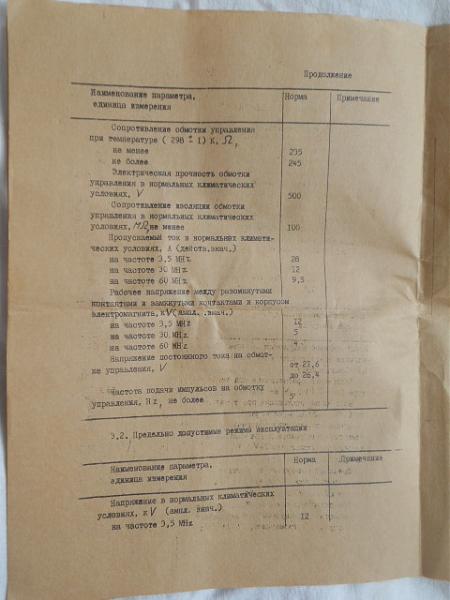 Продолжение
Наименование параметра, Норма Примечание
единица измерения
Сопротивление обмотки управления
при температуре ( 298 ± 1) К, Ω,
не менее 235
не более 245
Электрическая прочность обмотки
управления в нормальных климатических
условиях, V 500
Сопротивление изоляции обмотки
управления в нормальных климатических
условиях, MΩ, не менее 100
Пропускаемый ток в нормальных климати-
ческих условиях, А (действ.знач.)
на частоте 3,5 MHz 28
на частоте 30 MHz 12
на частоте 60 MHz 9,5
Рабочее напряжение между разомкнутыми
контактами и замкнутыми контактами и корпусом
электромагнита, кV (ампл. знач.)
на частоте 3,5 MHz 12
на частоте 30 MHz 5
на частоте 60 MHz
Напряжение постоянного тока на обмот-
ке управления, V от 27,6
до 26,4
Частота подачи импульсов на обмотку
управления, Hz, не более 5
3.2. Предельно допустимые режимы эксплуатации
Наименование параметра, Норма Примечание
единица измерения
Напряжение в нормальных климатических
условиях, кV (ампл. знач.)
на частоте 3,5 MHz 12